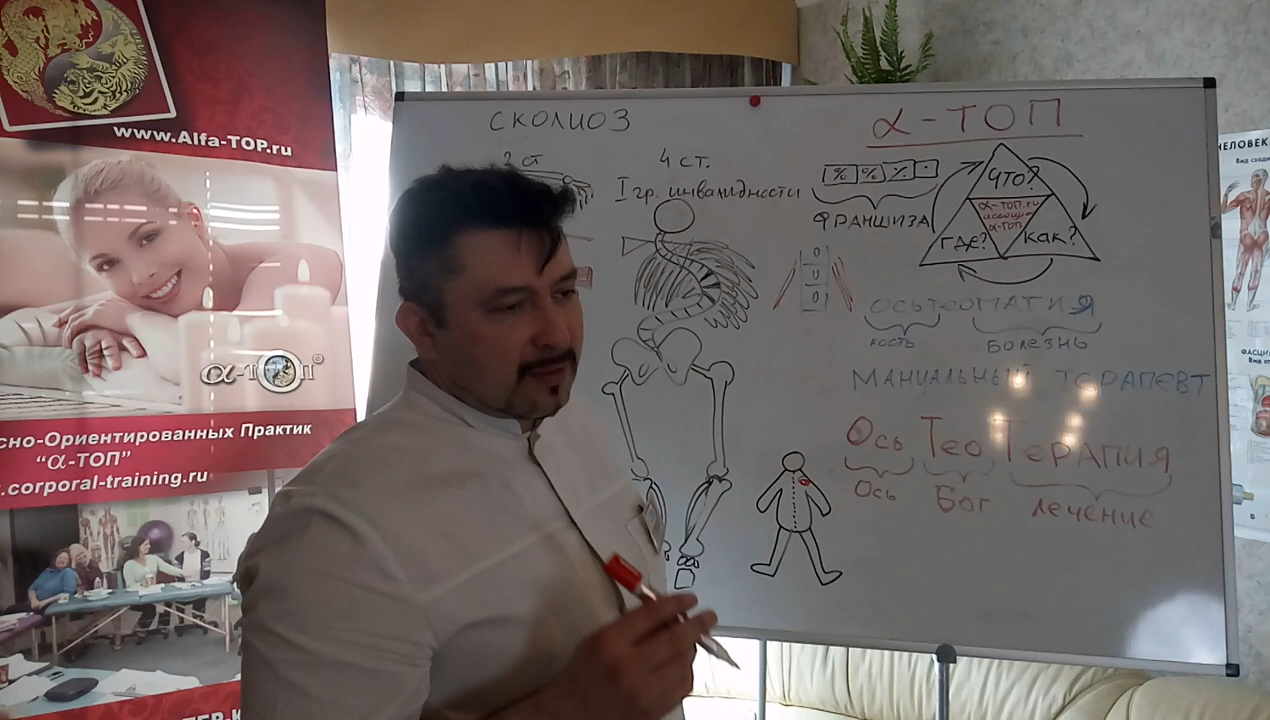 www.Alfa-TOP.ru
α-ТОП
сно-Ориентированных Практик
"α-ТОП"
.corporal-training.ru
СКОЛИОЗ
2 ст
4 ст.
I гр. инвалидности
α-ТОП
% % %
ФРАНШИЗА
Что?
Где?
Как?
α-ТОП.ru
α-ТОП
ОСЬТЕОПАТИЯ
кость
болезнь
МАНУАЛЬНЫЙ ТЕРАПЕВТ
Ось Тео Терапия
Ось
Бог
лечение
ЧЕЛОВЕК